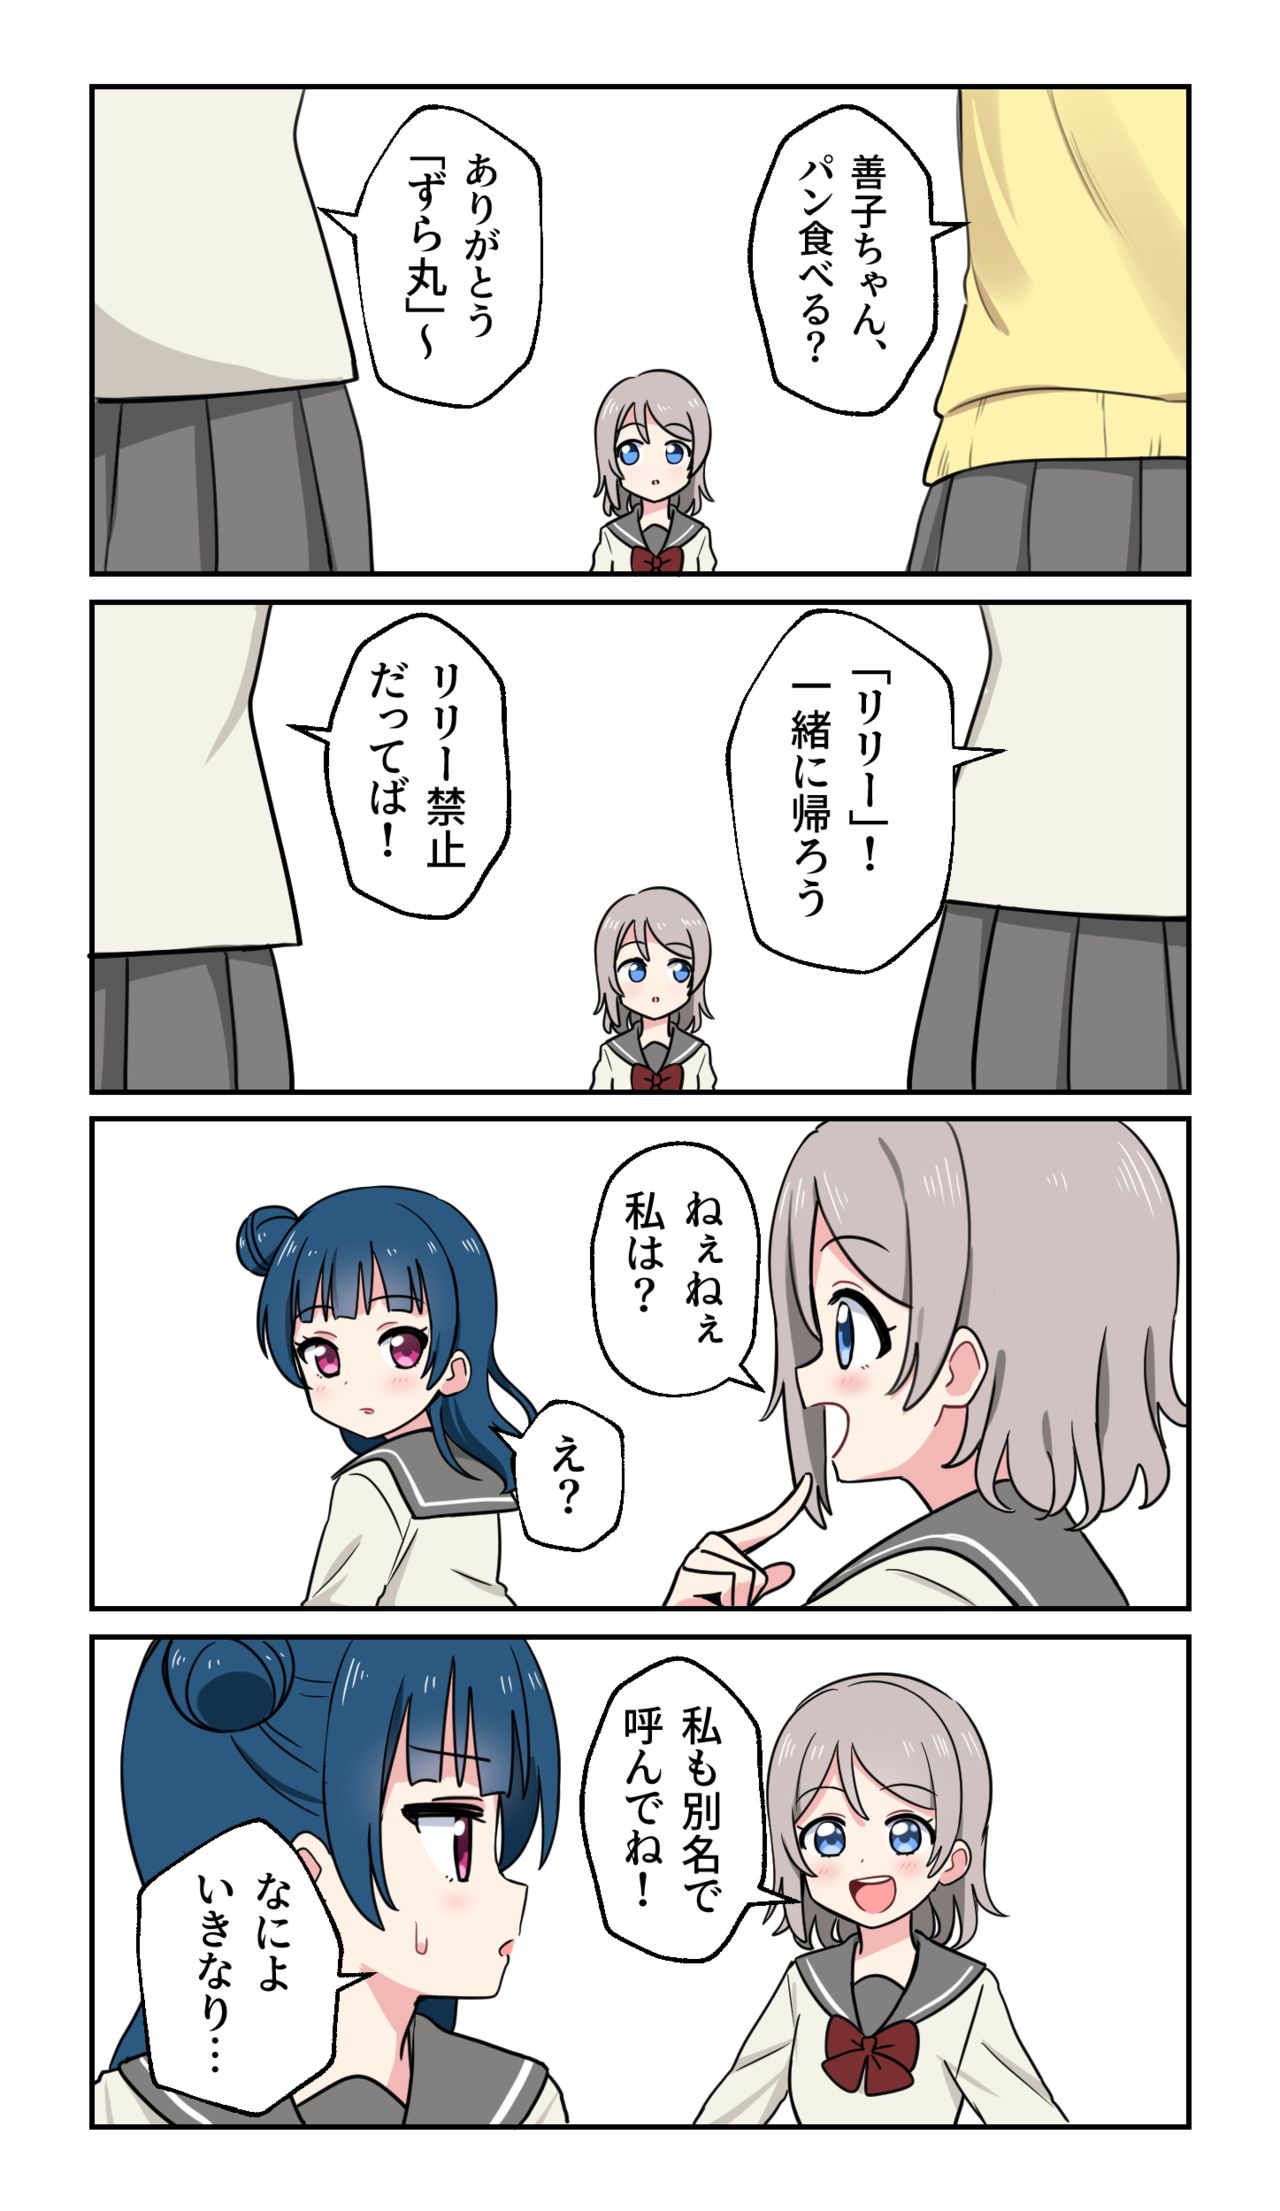 善子ちゃん、
パン食べる？
ありがとう
「ずら丸」～
「リリー」！
一緒に帰ろう
リリー禁止
だってば！
ねぇねぇ
私は？
え？
私も別名で
呼んでね！
なによ
いきなり…